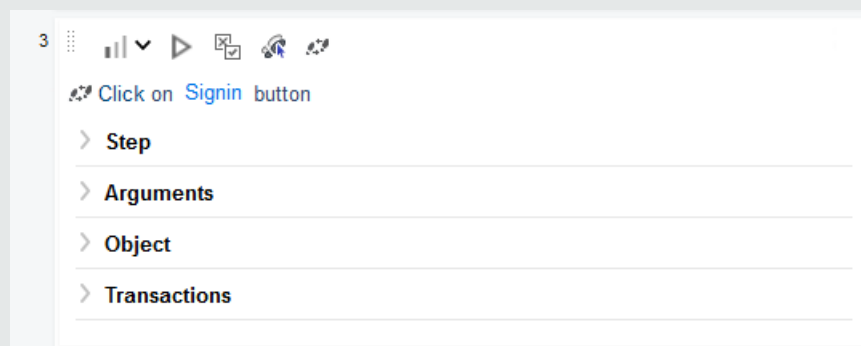 3
Click on Signin button
Step
Arguments
Object
Transactions